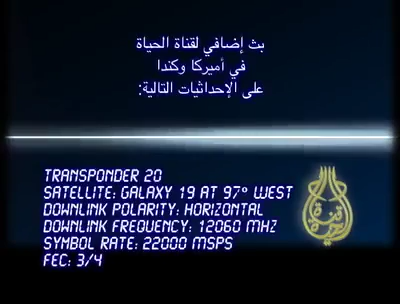 بث إضافي لقناة الحياة
في أميركا وكندا
على الإحداثيات التالية:
TRANSPONDER 20
SATELLITE: GALAXY 19 AT 97° WEST
DOWNLINK POLARITY: HORIZONTAL
DOWNLINK FREQUENCY: 12060 MHZ
SYMBOL RATE: 22000 MSPS
FEC: 3/4